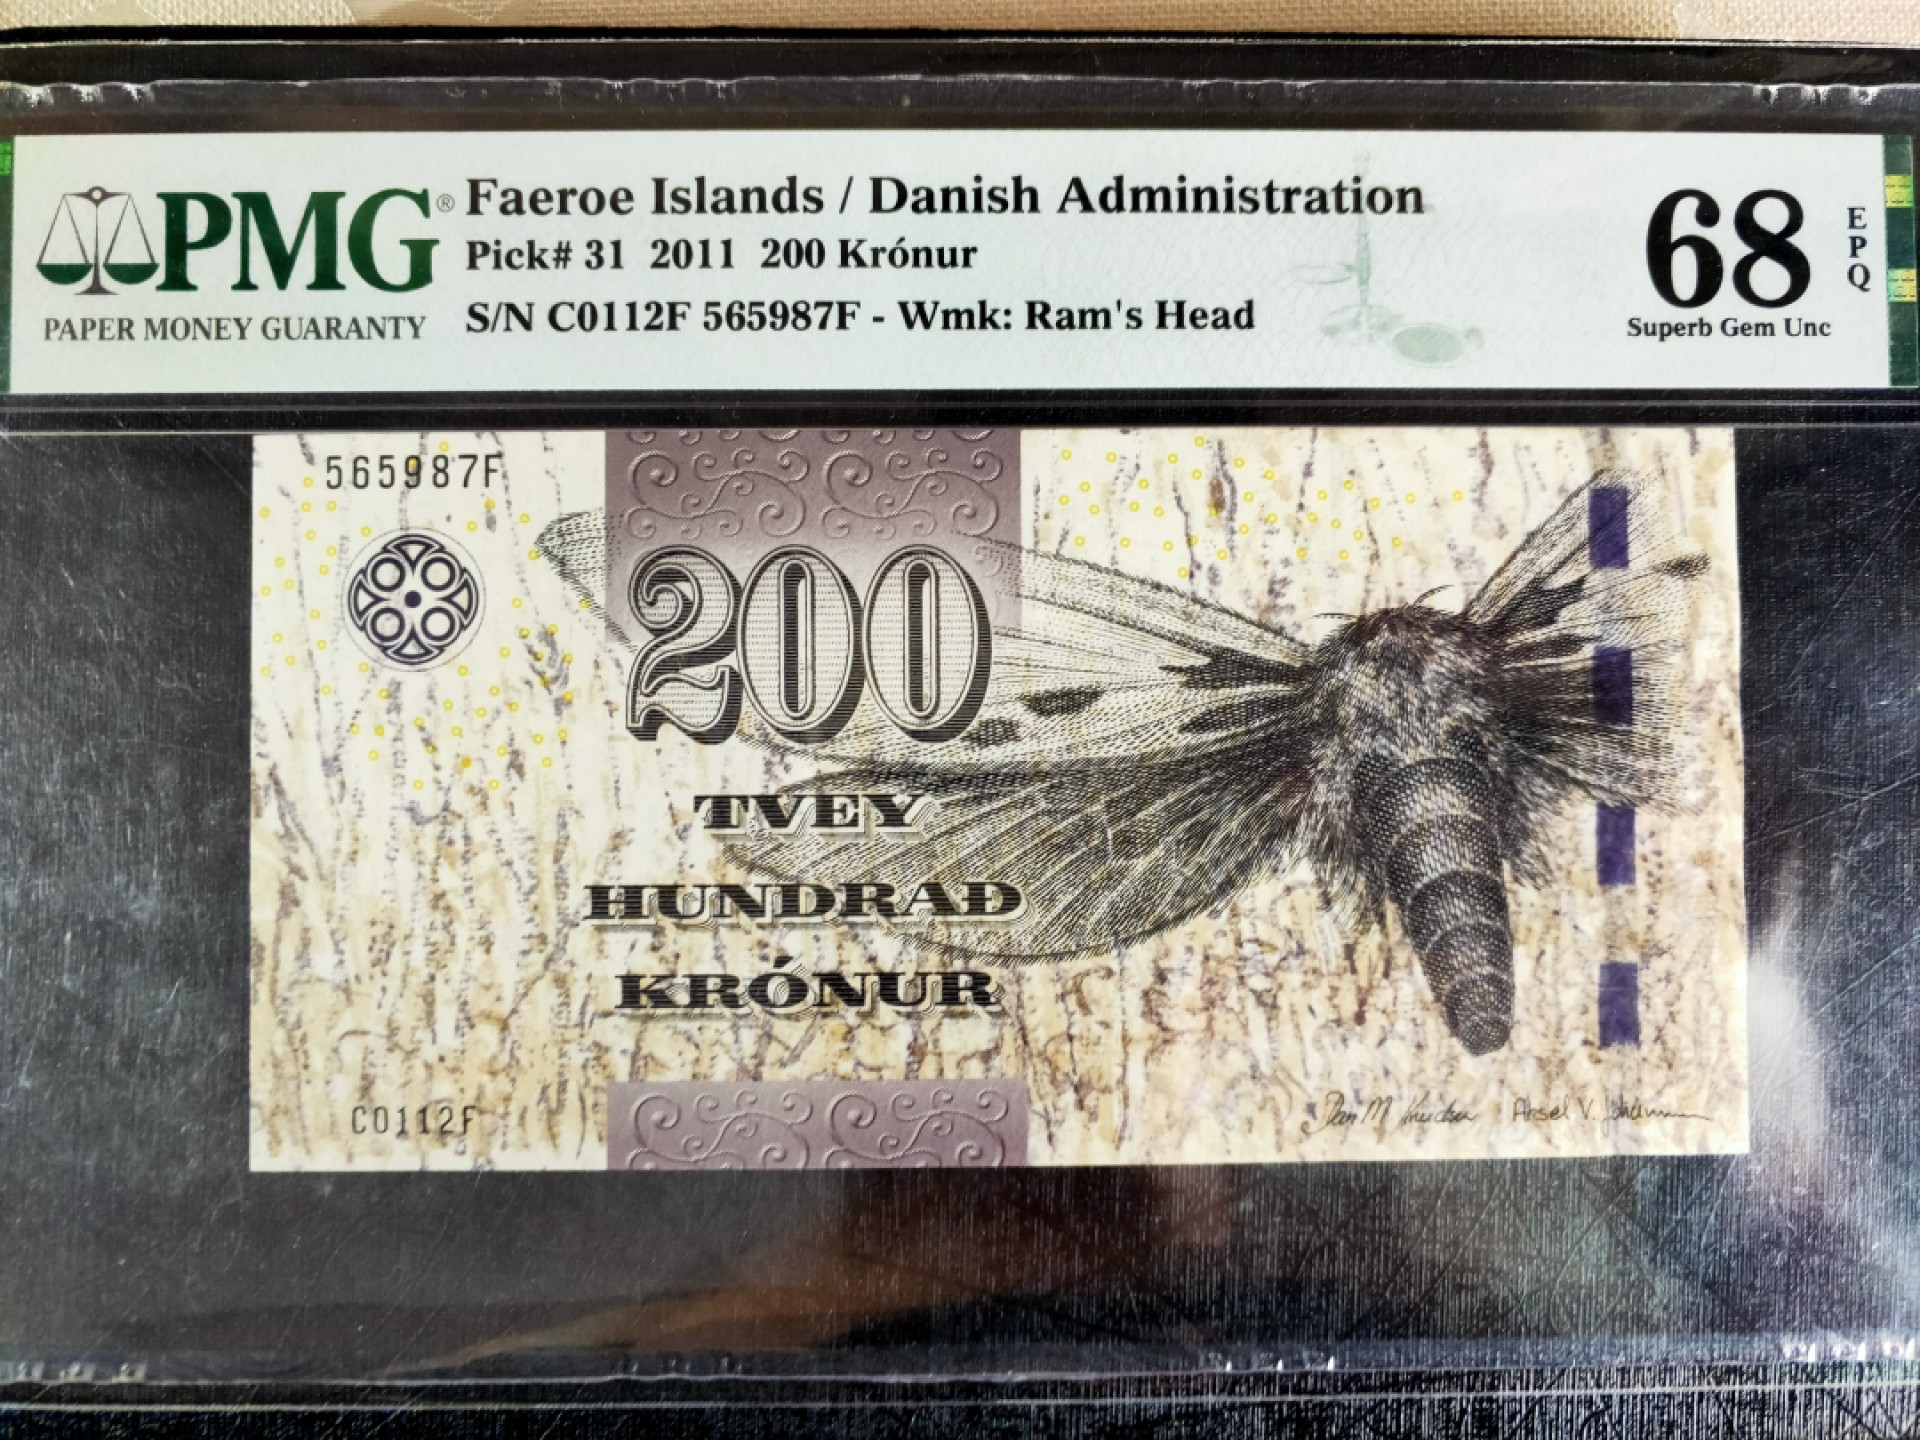 PMG®
PAPER MONEY GUARANTY
Faeroe Islands / Danish Administration
Pick# 31 2011 200 Krónur
S/N C0112F 565987F - Wmk: Ram's Head
68
EPQ
Superb Gem Unc
565987F
200
TVEY
HUNDRAÐ
KRÓNUR
C0112F
Aksel V.